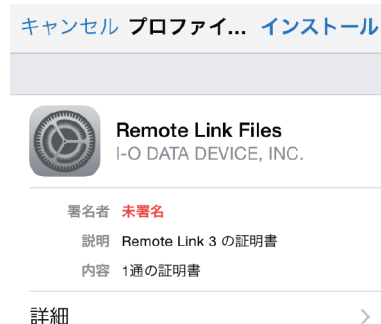 キャンセル プロファイ... インストール
Remote Link Files
I-O DATA DEVICE, INC.
署名者 未署名
説明 Remote Link 3 の証明書
内容 1通の証明書
詳細